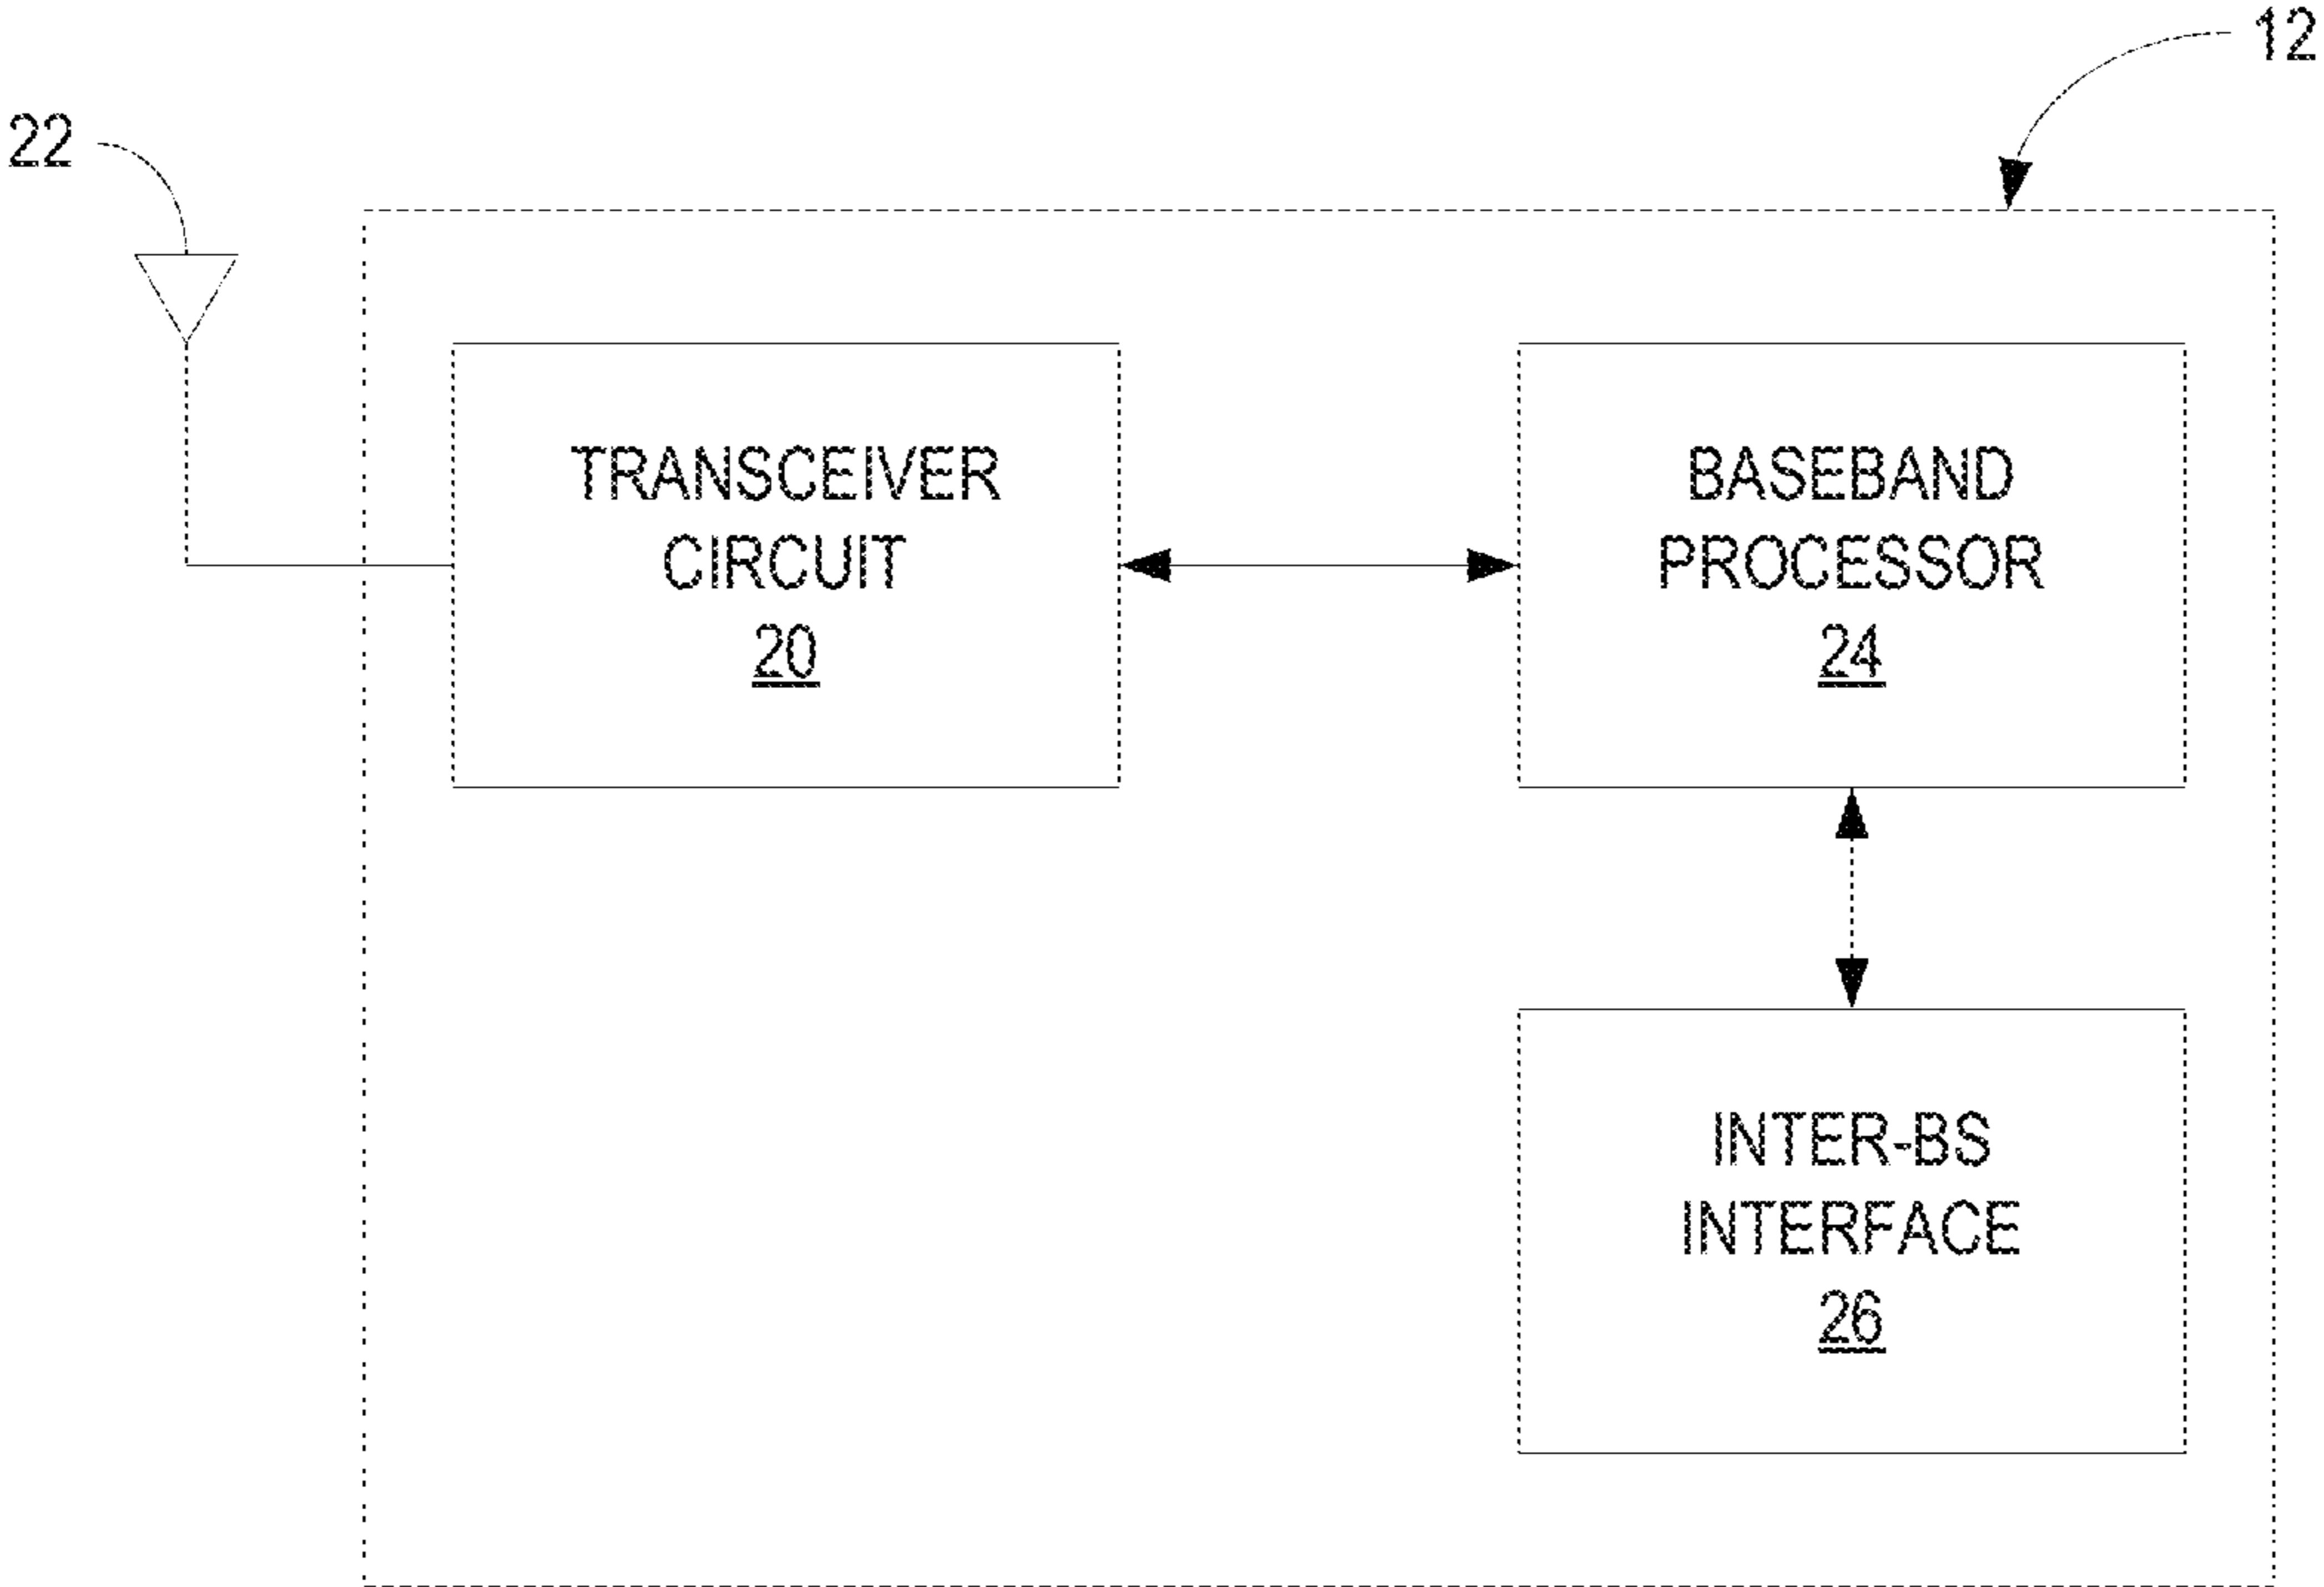 12
22
TRANSCEIVER
CIRCUIT
20
BASEBAND
PROCESSOR
24
INTER-BS
INTERFACE
26